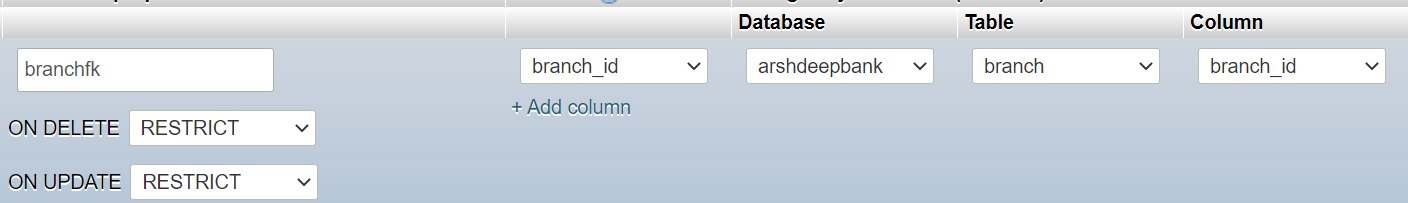 Database Table Column
branchfk branch_id arshdeepbank branch branch_id
+ Add column
ON DELETE RESTRICT
ON UPDATE RESTRICT